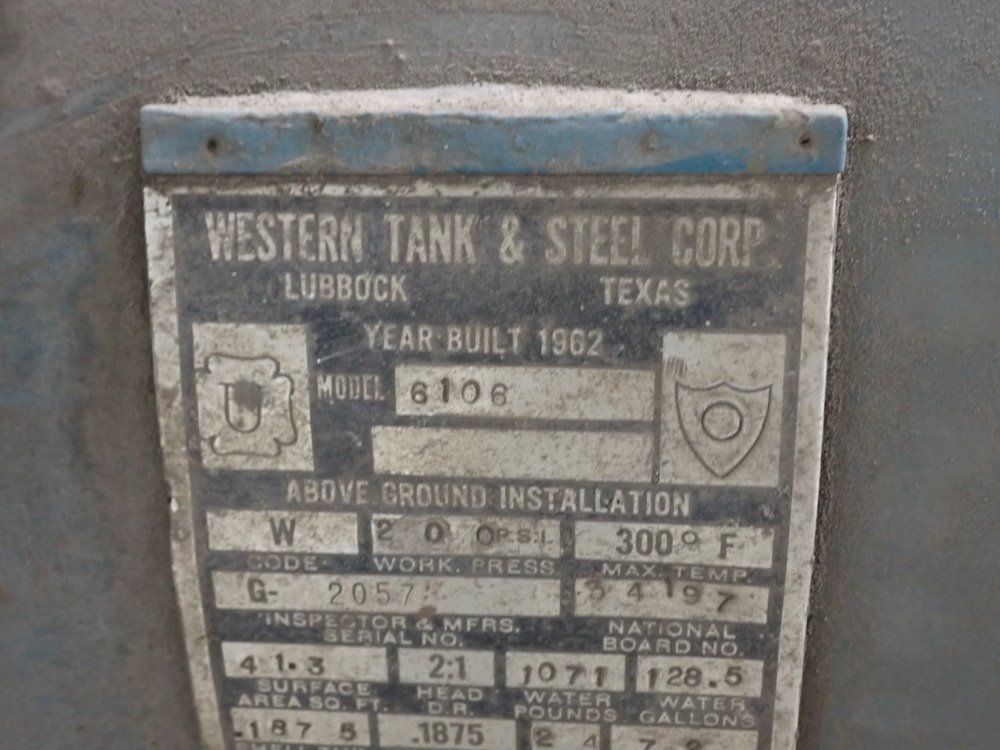 WESTERN TANK & STEEL CORP.
LUBBOCK TEXAS
YEAR BUILT 1962
U
MODEL 6106
ABOVE GROUND INSTALLATION
W 200 P.S.I. 300° F
CODE WORK. PRESS MAX. TEMP.
G- 2057 34197
INSPECTOR & MFRS. SERIAL NO. NATIONAL BOARD NO.
41.3 2:1 1071 128.5
SURFACE AREA SQ. FT. HEAD D.R. WATER POUNDS WATER GALLONS
.1875 .1875 24 72